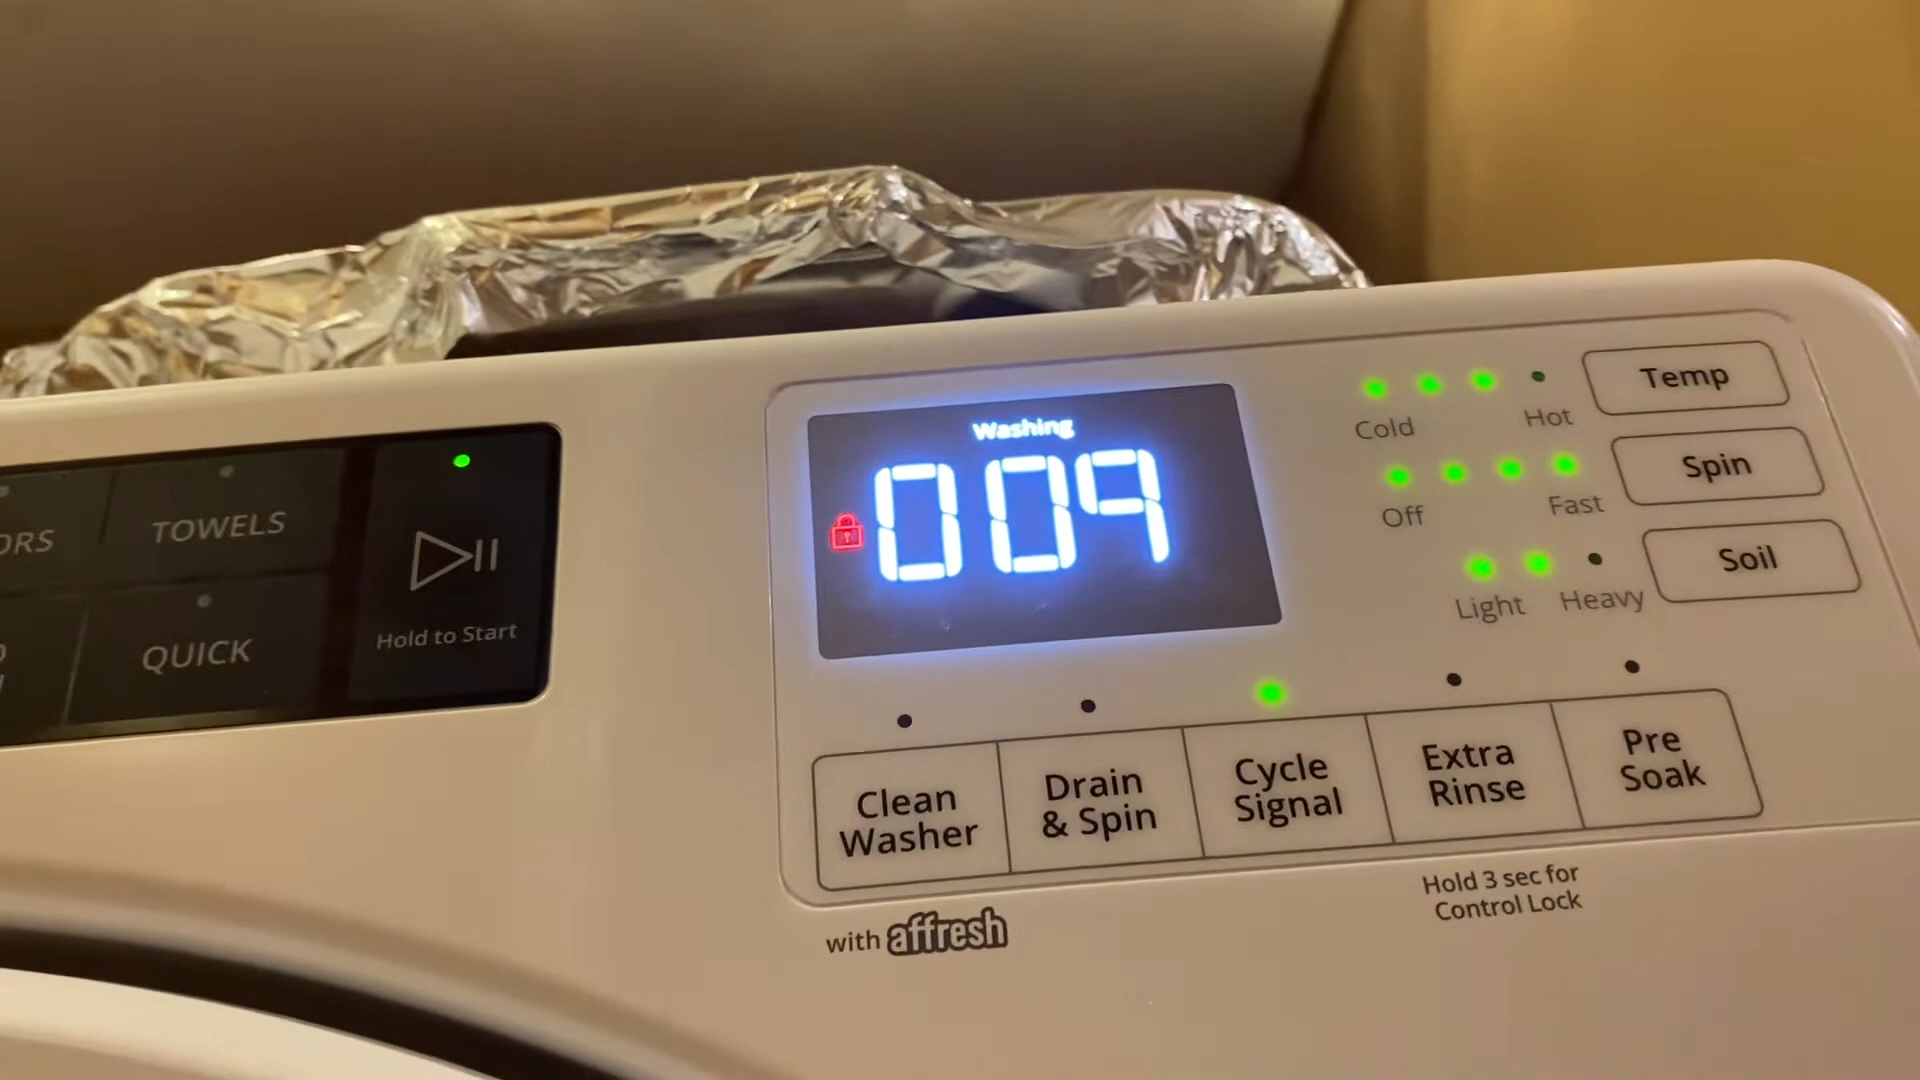 TOWELS
QUICK
Hold to Start
Washing
009
Cold
Hot
Temp
Off
Fast
Spin
Light
Heavy
Soil
Clean
Washer
Drain
& Spin
Cycle
Signal
Extra
Rinse
Pre
Soak
Hold 3 sec for
Control Lock
with affresh